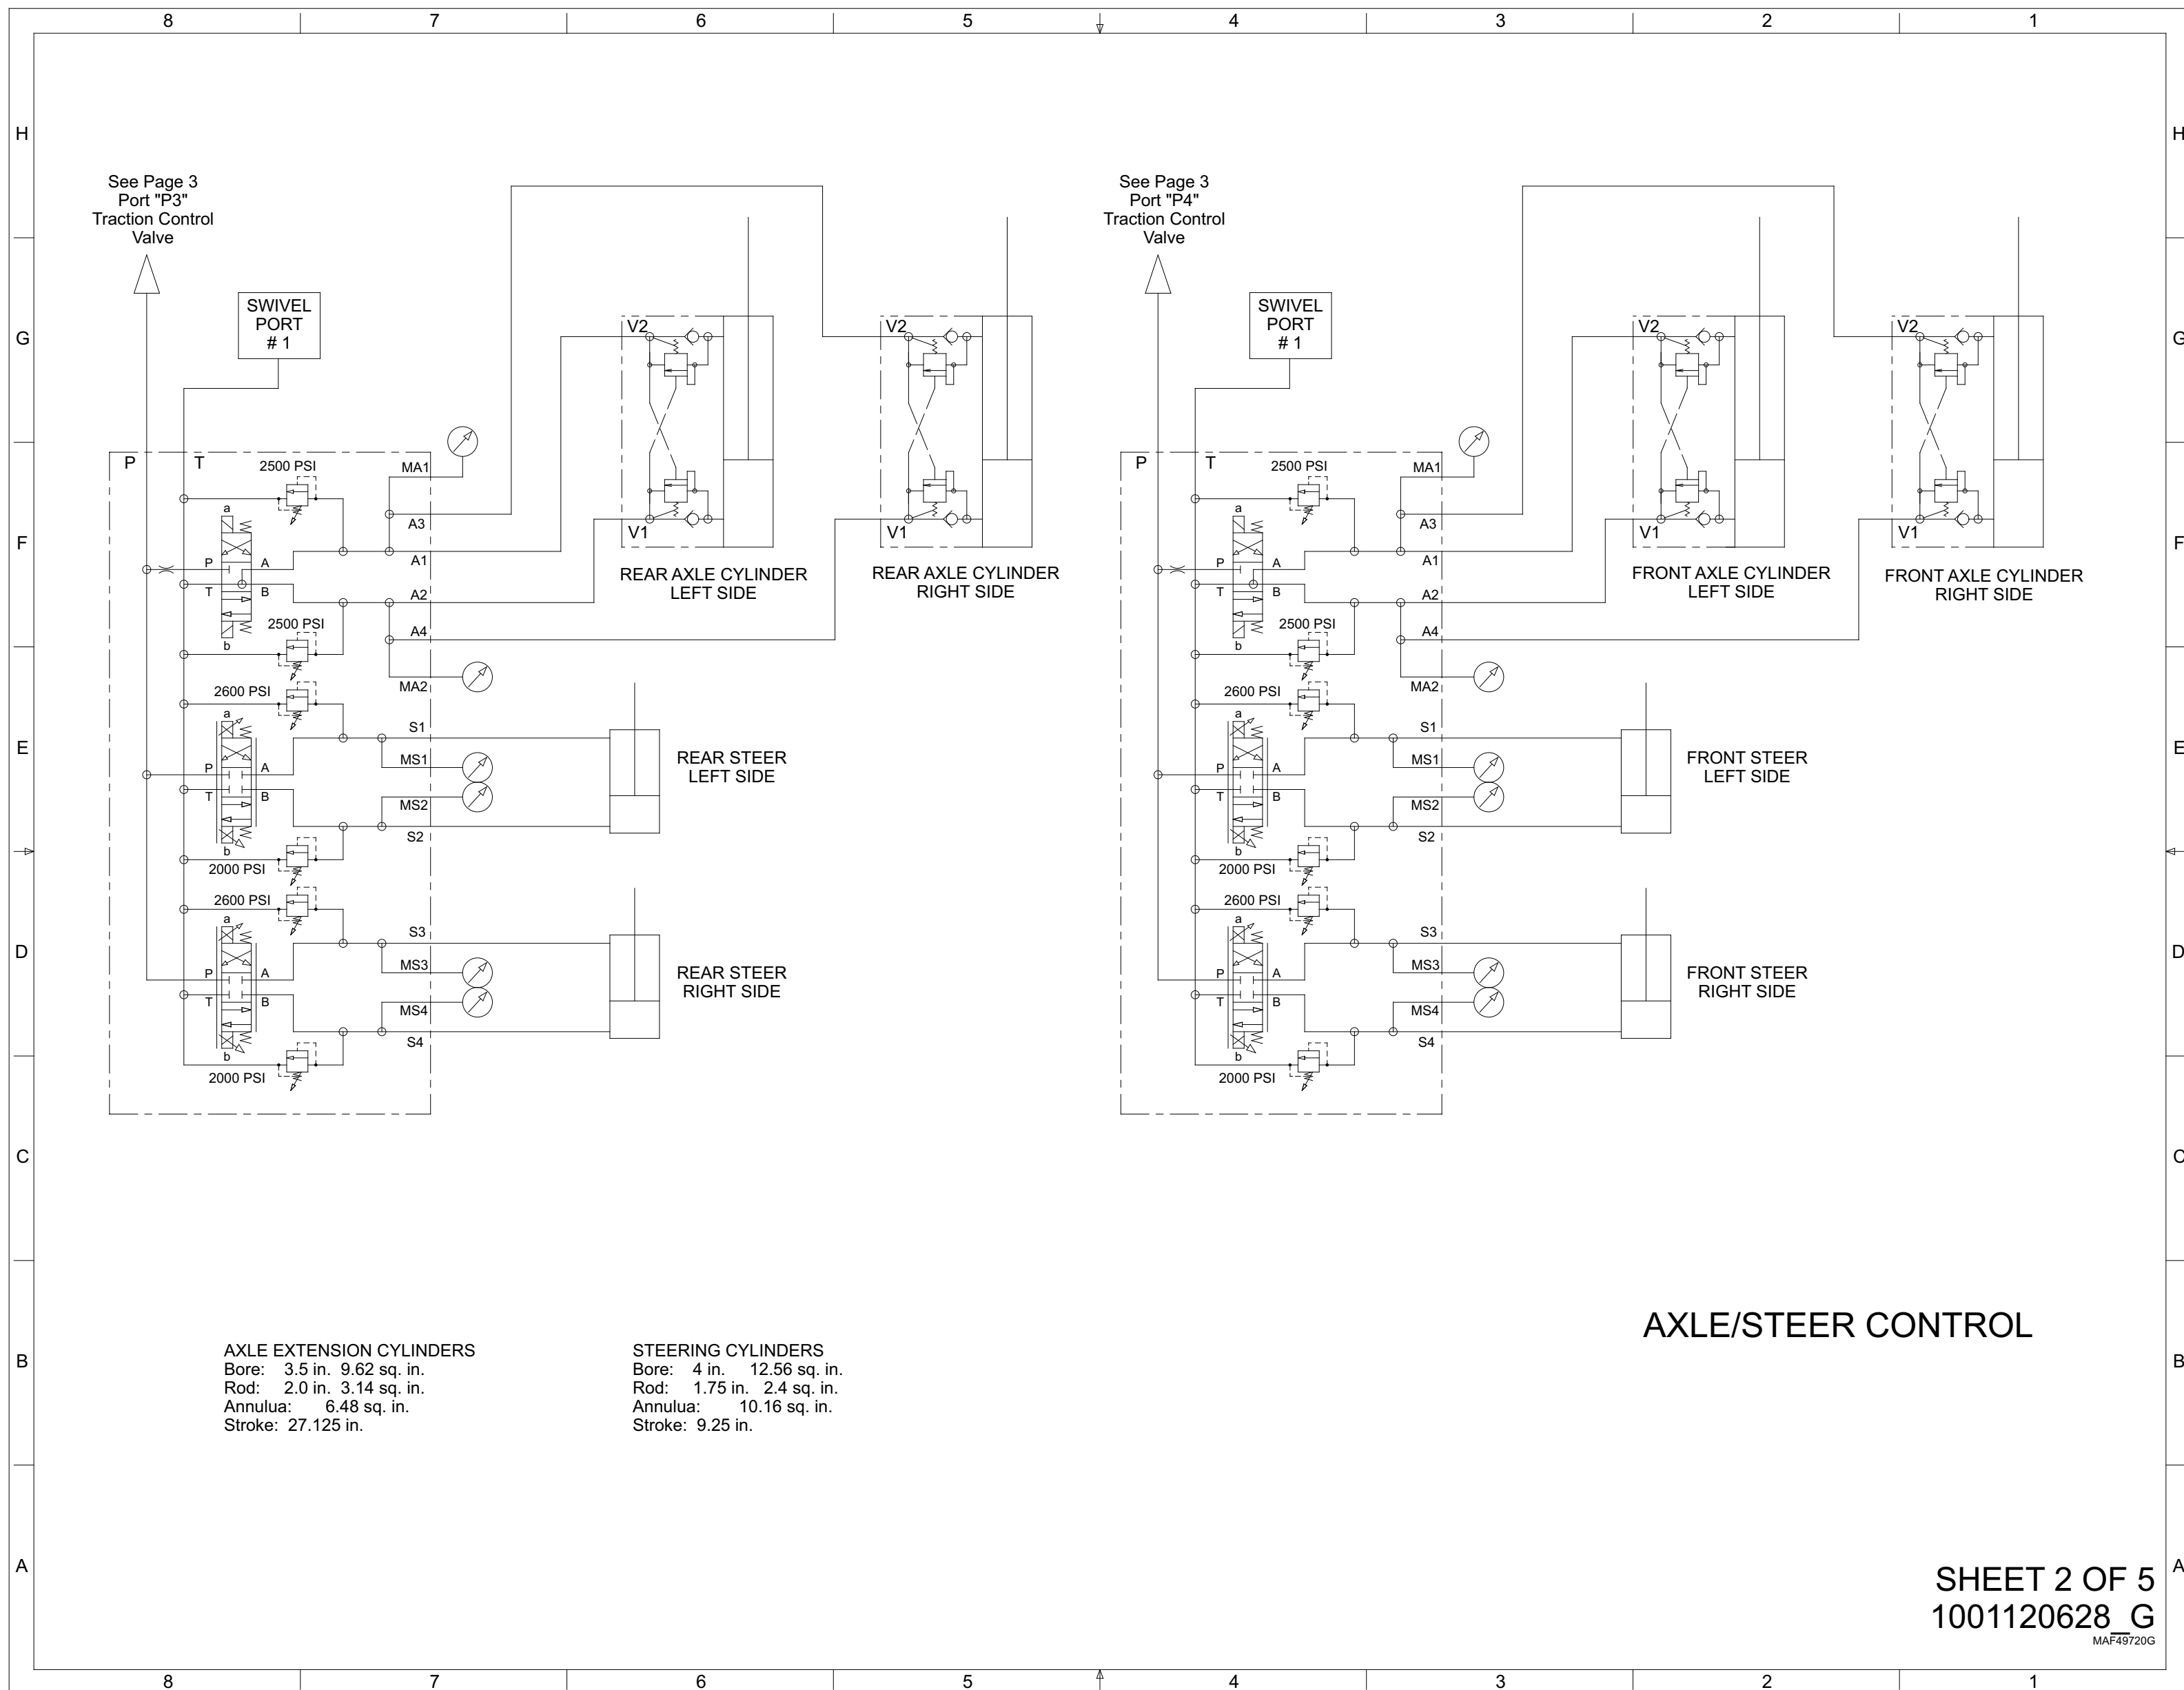 8 7 6 5 4 3 2 1
H H
See Page 3
Port "P3"
Traction Control
Valve
See Page 3
Port "P4"
Traction Control
Valve
G G
SWIVEL
PORT
# 1
V2
V2
SWIVEL
PORT
# 1
V2
V2
F F
P T
2500 PSI
MA1
a
A3
P A
A1
T B
A2
2500 PSI
A4
b
V1
V1
REAR AXLE CYLINDER
LEFT SIDE
REAR AXLE CYLINDER
RIGHT SIDE
P T
2500 PSI
MA1
a
A3
P A
A1
T B
A2
2500 PSI
A4
b
V1
V1
FRONT AXLE CYLINDER
LEFT SIDE
FRONT AXLE CYLINDER
RIGHT SIDE
E E
MA2
2600 PSI
a
S1
P A
MS1
T B
MS2
S2
b
2000 PSI
REAR STEER
LEFT SIDE
MA2
2600 PSI
a
S1
P A
MS1
T B
MS2
S2
b
2000 PSI
FRONT STEER
LEFT SIDE
D D
2600 PSI
a
S3
P A
MS3
T B
MS4
S4
b
2000 PSI
REAR STEER
RIGHT SIDE
2600 PSI
a
S3
P A
MS3
T B
MS4
S4
b
2000 PSI
FRONT STEER
RIGHT SIDE
C C
AXLE/STEER CONTROL
B B
AXLE EXTENSION CYLINDERS
Bore: 3.5 in. 9.62 sq. in.
Rod: 2.0 in. 3.14 sq. in.
Annulua: 6.48 sq. in.
Stroke: 27.125 in.
STEERING CYLINDERS
Bore: 4 in. 12.56 sq. in.
Rod: 1.75 in. 2.4 sq. in.
Annulua: 10.16 sq. in.
Stroke: 9.25 in.
A A
SHEET 2 OF 5
1001120628_G
MAF49720G
8 7 6 5 4 3 2 1